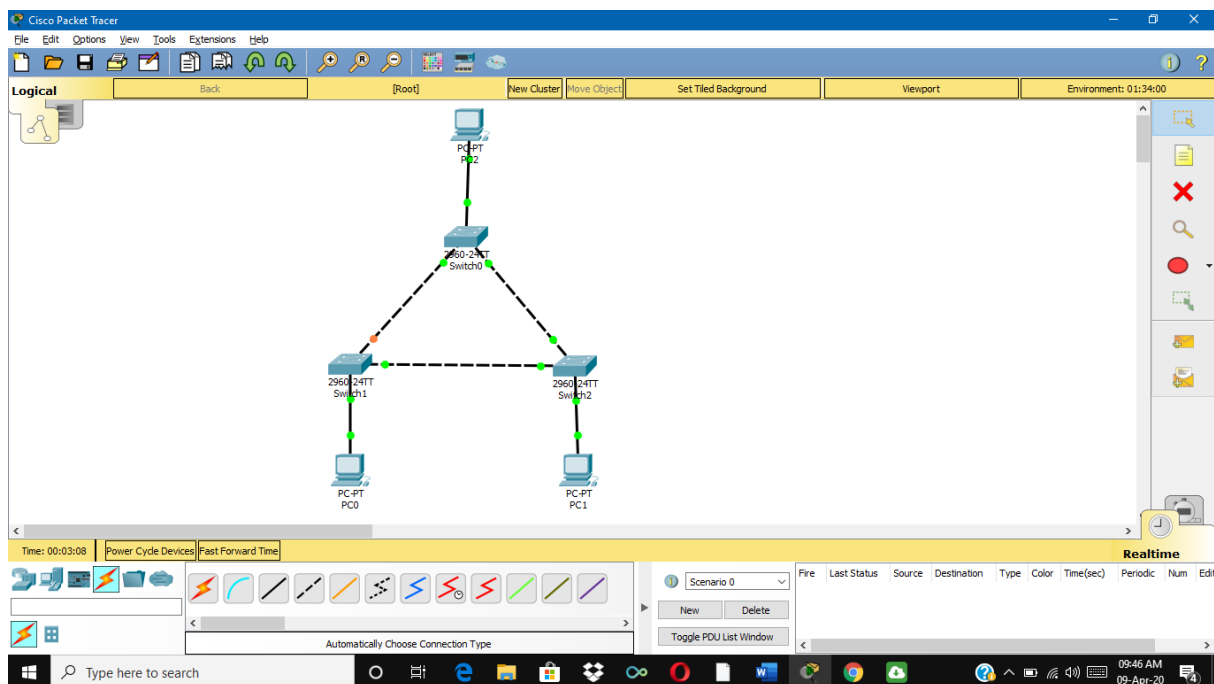 Cisco Packet Tracer
File Edit Options View Tools Extensions Help
Logical Back [Root] New Cluster Move Object Set Tiled Background Viewport Environment: 01:34:00
PC-PT
PC2
2960-24TT
Switch0
2960-24TT
Switch1
2960-24TT
Switch2
PC-PT
PC0
PC-PT
PC1
Time: 00:03:08 Power Cycle Devices Fast Forward Time Realtime
Scenario 0
Fire Last Status Source Destination Type Color Time(sec) Periodic Num Edit
New Delete
Toggle PDU List Window
Automatically Choose Connection Type
Type here to search
09:46 AM
09-Apr-20
4